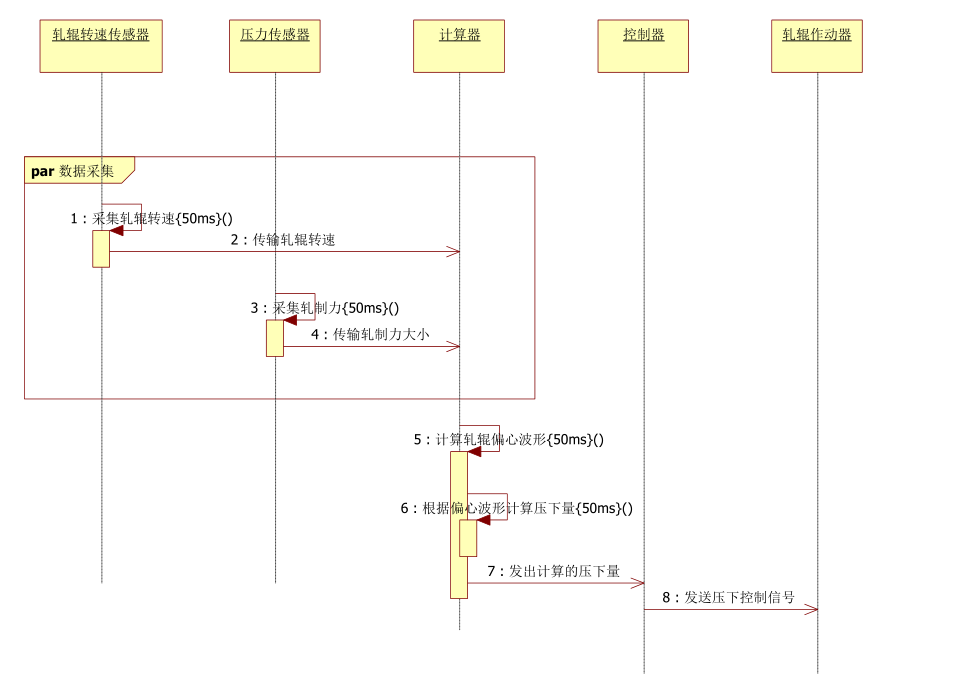 轧辊转速传感器
压力传感器
计算器
控制器
轧辊作动器
par 数据采集
1 : 采集轧辊转速{50ms}()
2 : 传输轧辊转速
3 : 采集轧制力{50ms}()
4 : 传输轧制力大小
5 : 计算轧辊偏心波形{50ms}()
6 : 根据偏心波形计算压下量{50ms}()
7 : 发出计算的压下量
8 : 发送压下控制信号